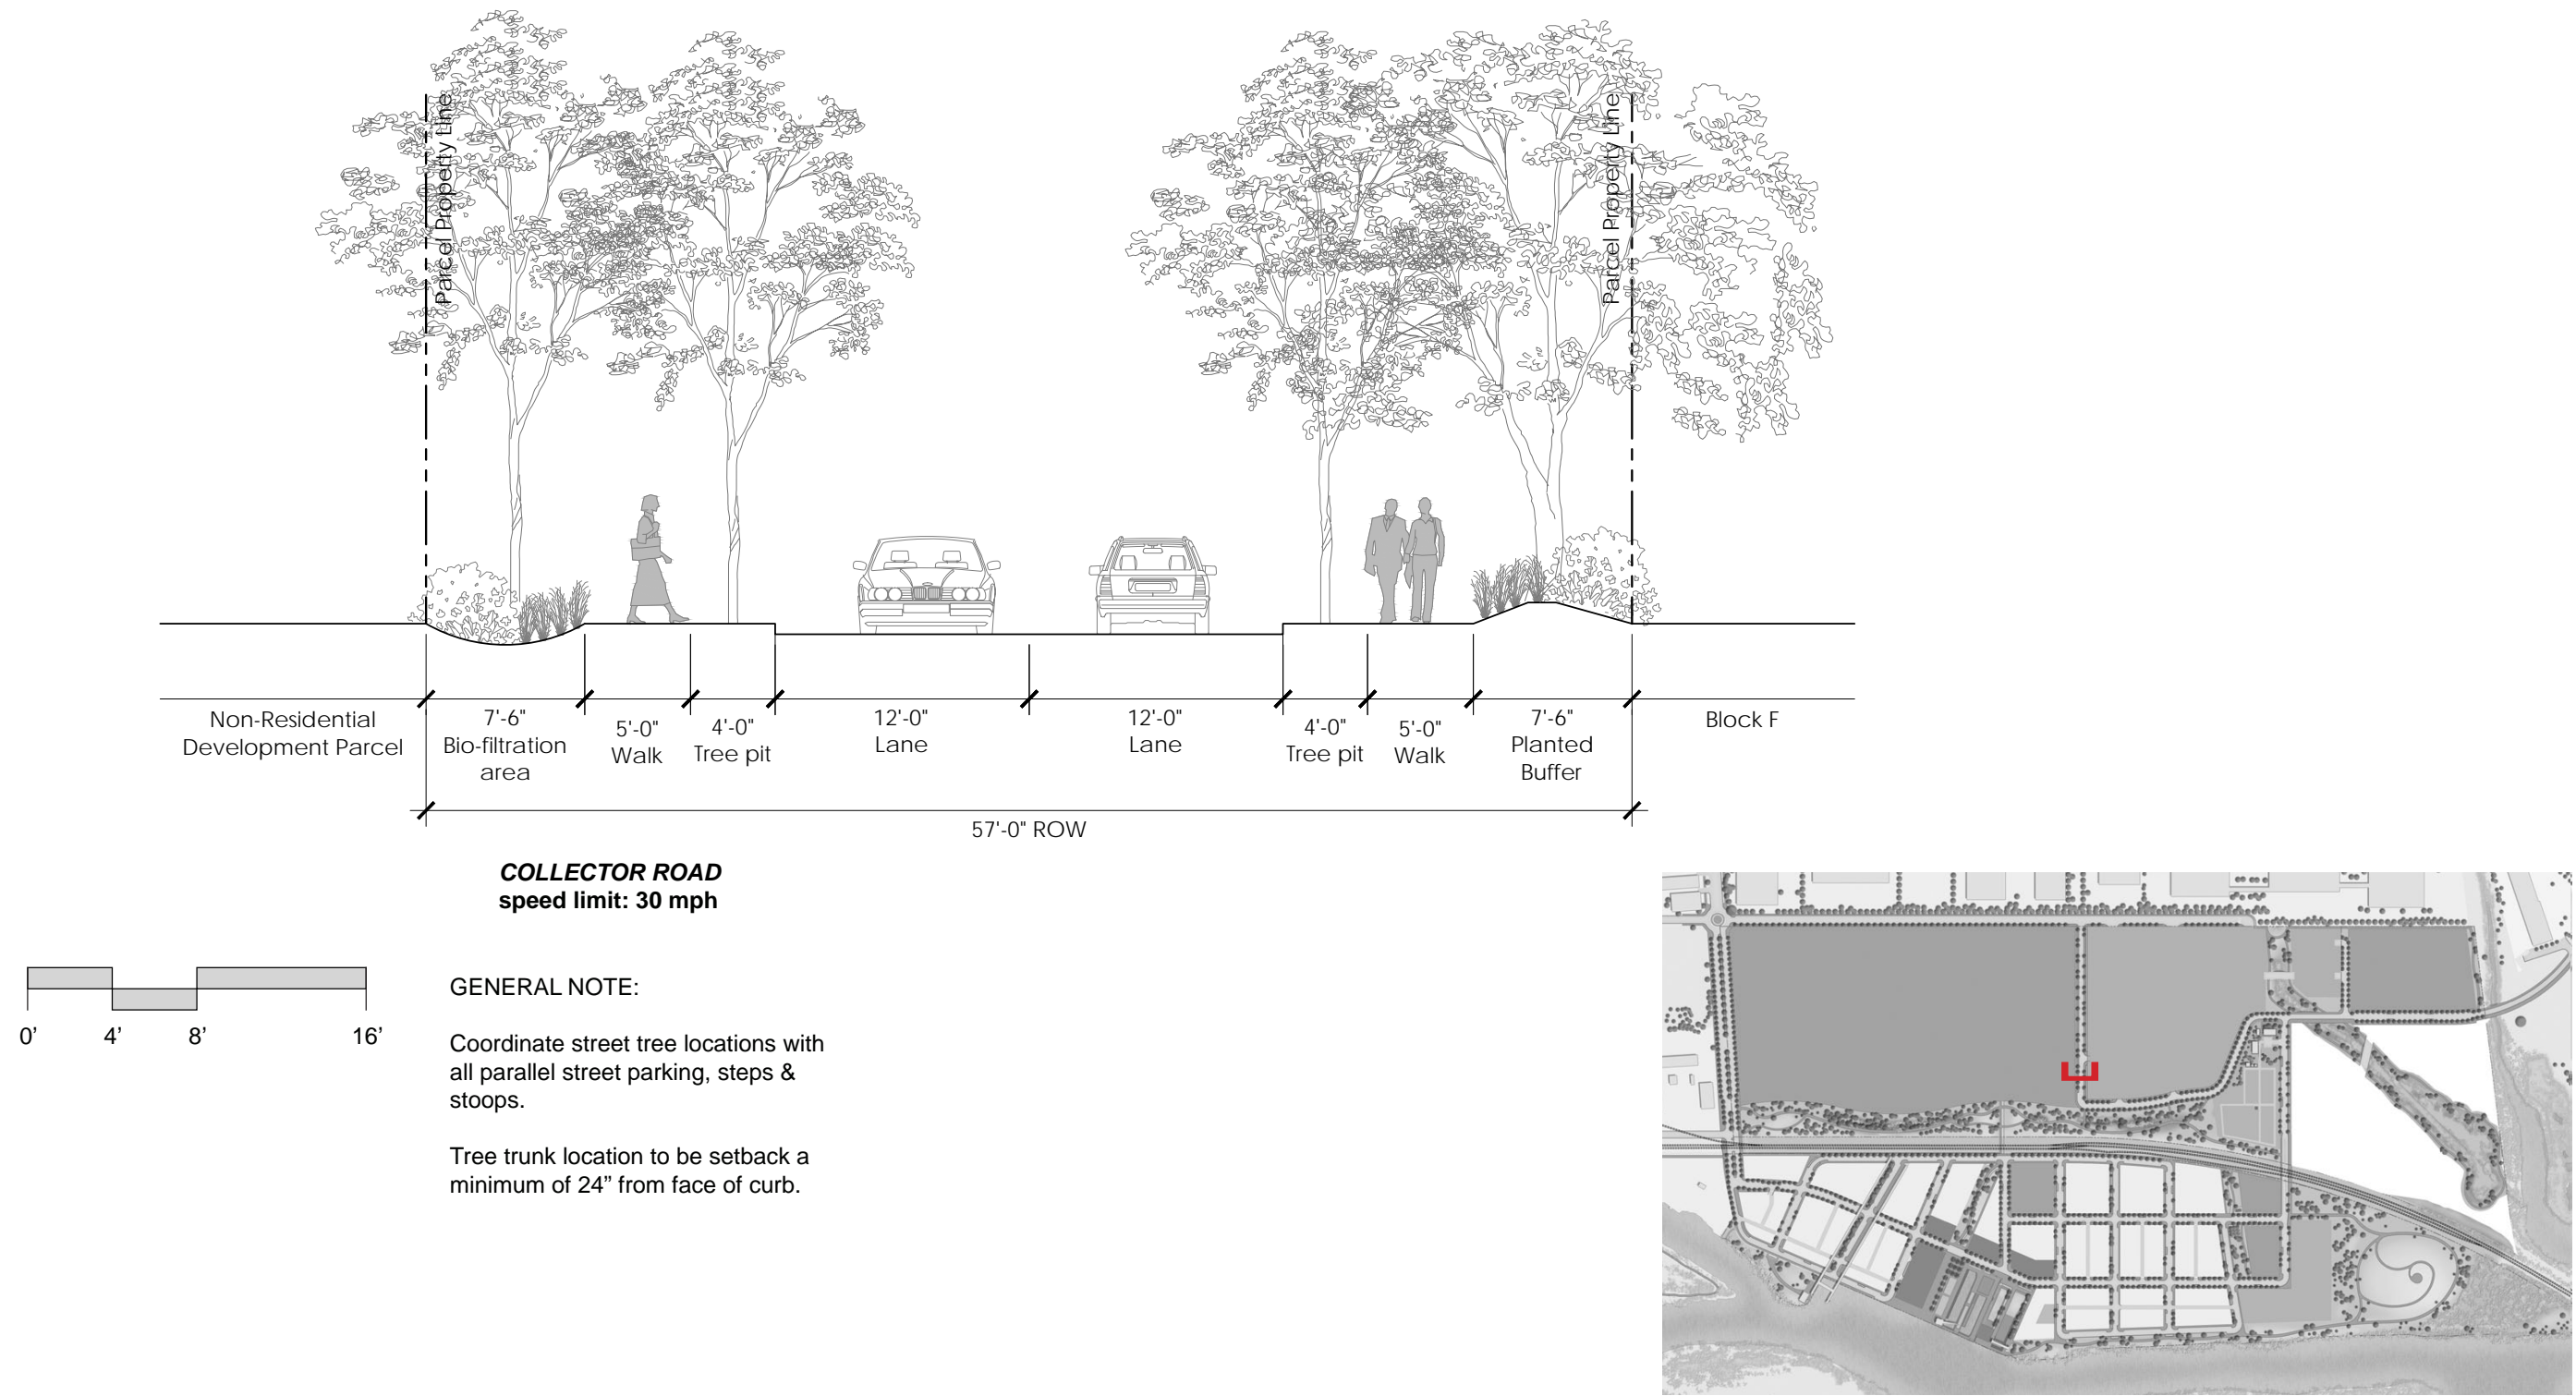 Parcel Property Line
Parcel Property Line
Non-Residential
Development Parcel
7'-6"
Bio-filtration
area
5'-0"
Walk
4'-0"
Tree pit
12'-0"
Lane
12'-0"
Lane
4'-0"
Tree pit
5'-0"
Walk
7'-6"
Planted
Buffer
Block F
57'-0" ROW
COLLECTOR ROAD
speed limit: 30 mph
0’
4’
8’
16’
GENERAL NOTE:
Coordinate street tree locations with
all parallel street parking, steps &
stoops.
Tree trunk location to be setback a
minimum of 24” from face of curb.